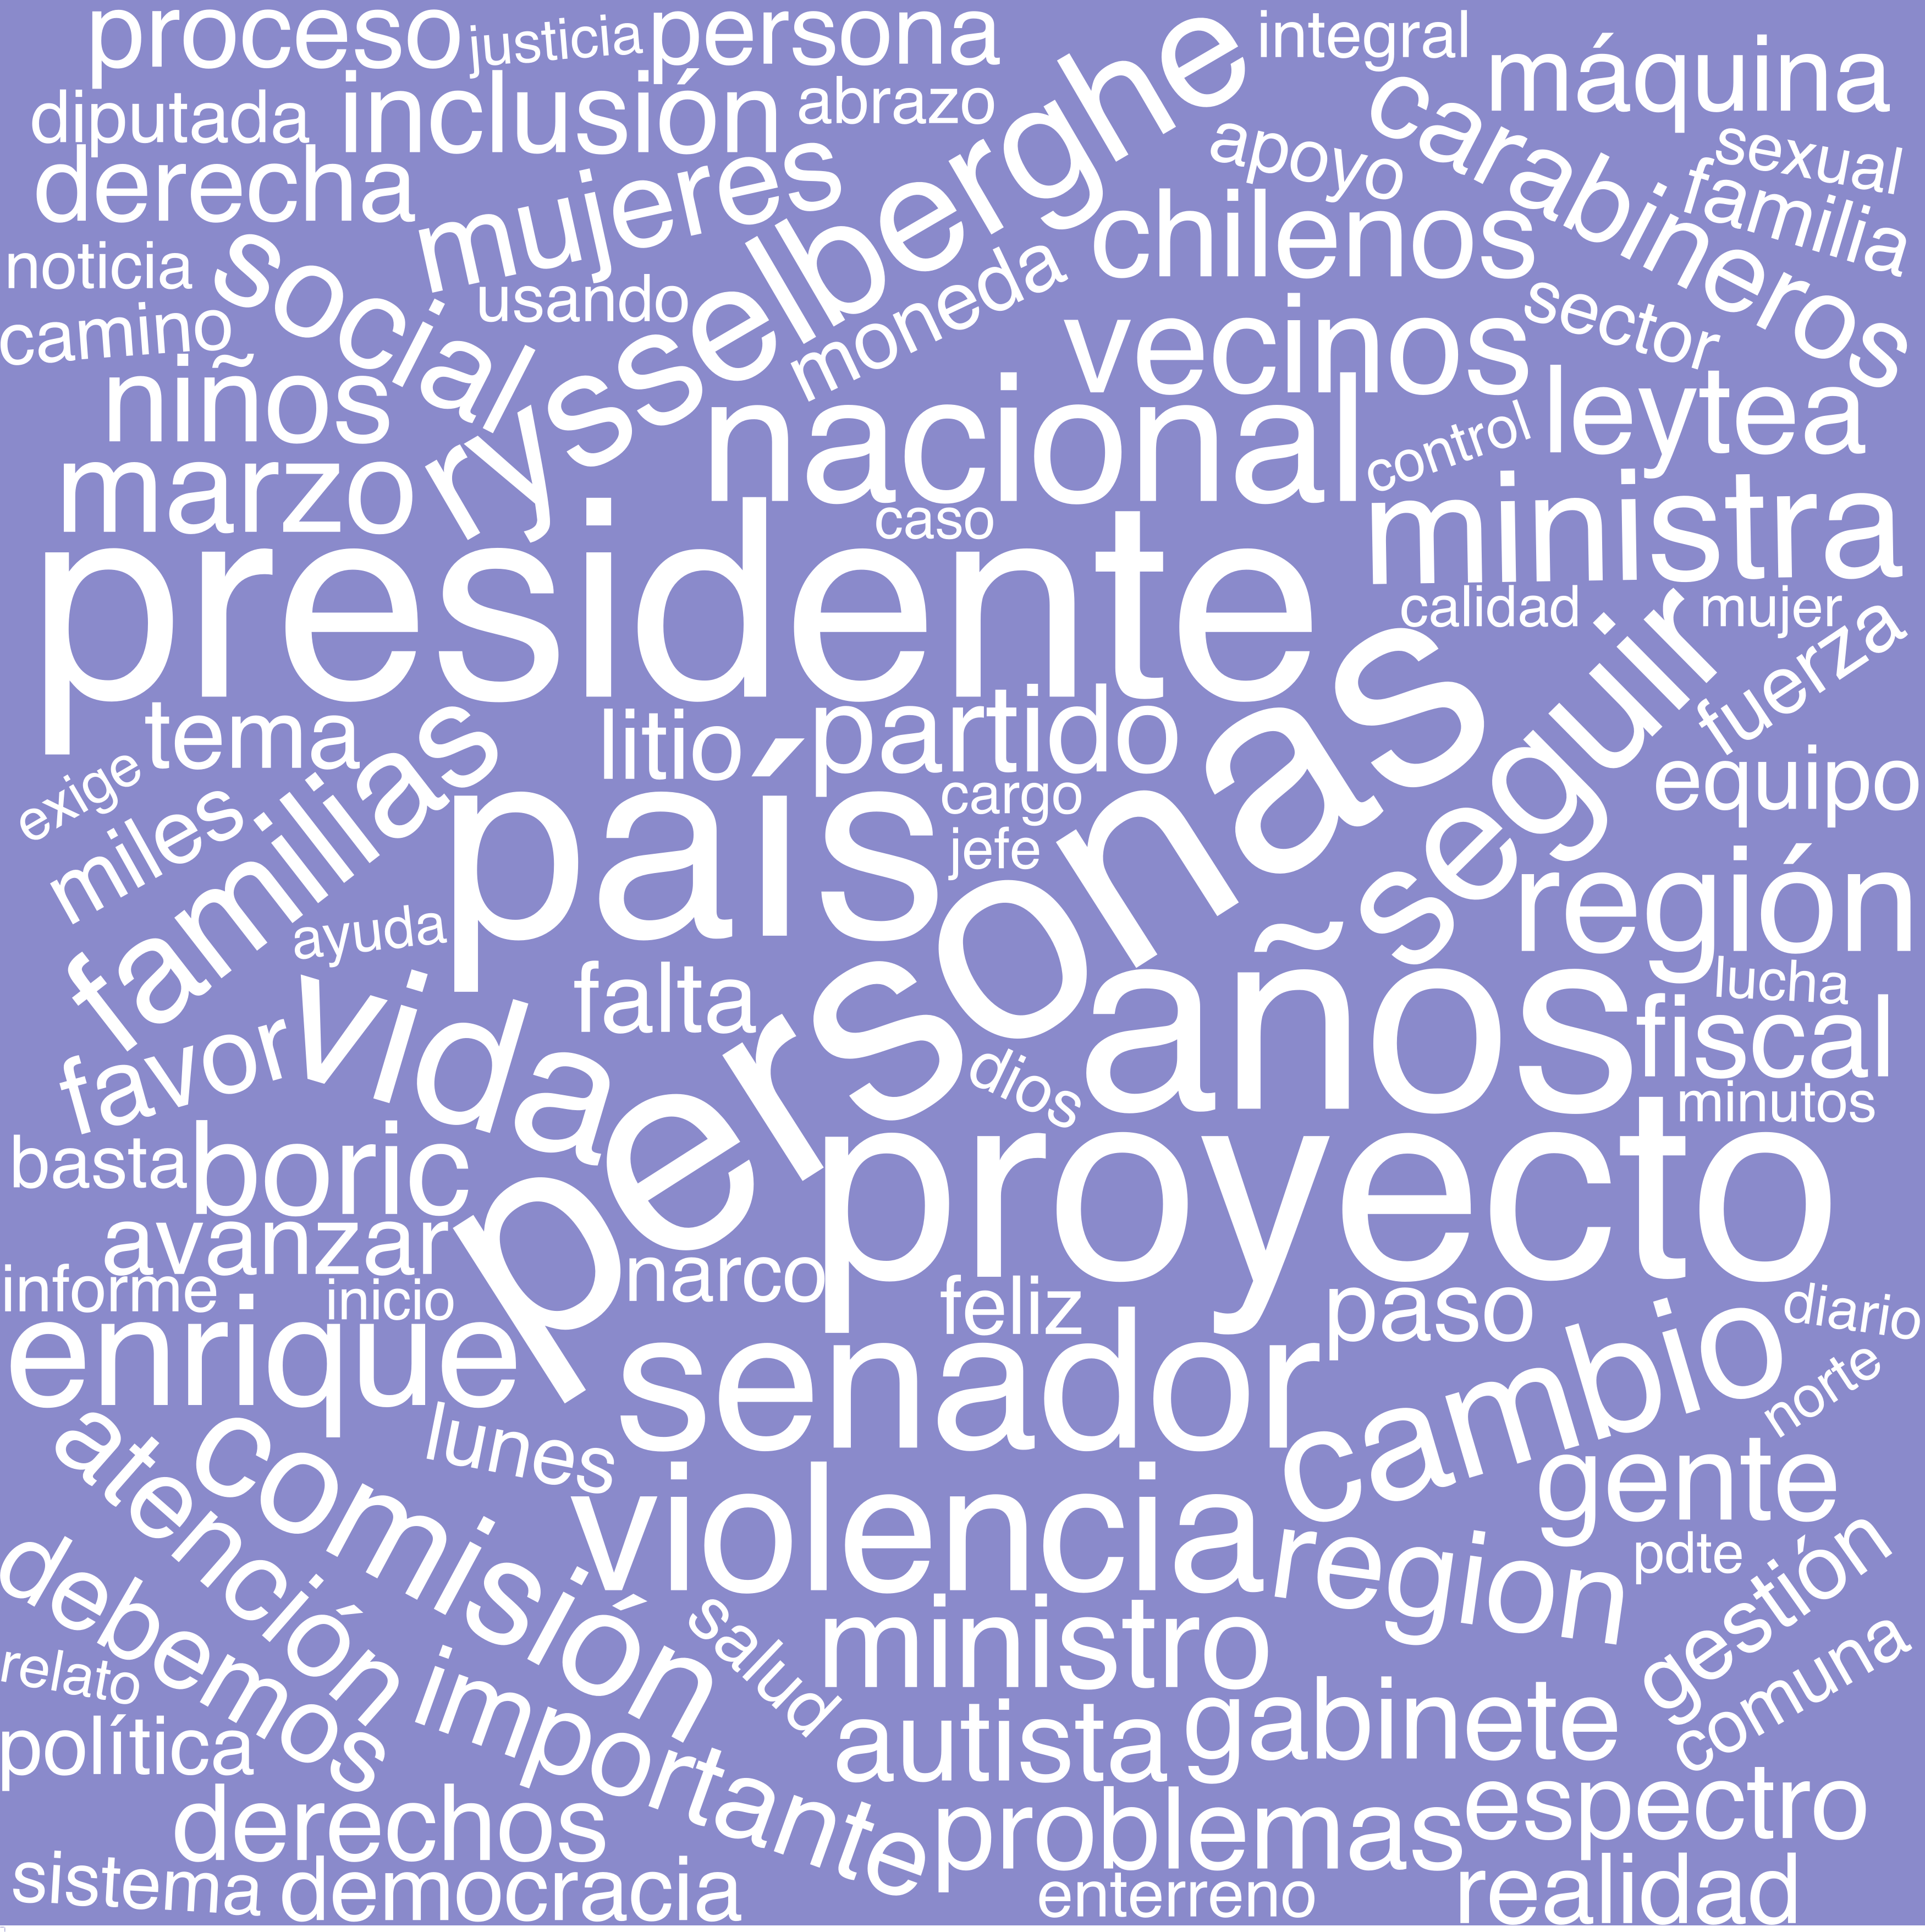 proceso
justicia
persona
integral
máquina
diputada
inclusión
abrazo
rysselbergne
apoyo
carabineros
sexual
familia
derecha
mujeres
chilenos
noticia
social
usando
moneda
vecinos
sector
camino
niños
nacional
control
leytea
marzo
caso
ministra
presidente
calidad
mujer
fuerza
tema
litio
partido
personas
seguir
equipo
exige
miles
familias
país
cargo
jefe
región
ayuda
falta
años
lucha
fiscal
favor
vida
dios
minutos
basta
boric
proyecto
avanzar
informe
inicio
narco
feliz
paso
diario
enrique
senador
cambio
norte
atención
comisión
lunes
violencia
gente
region
pdte
gestión
debemos
relato
importante
salud
ministro
comuna
política
autista
gabinete
derechos
problemas
espectro
sistema
democracia
enterreno
realidad